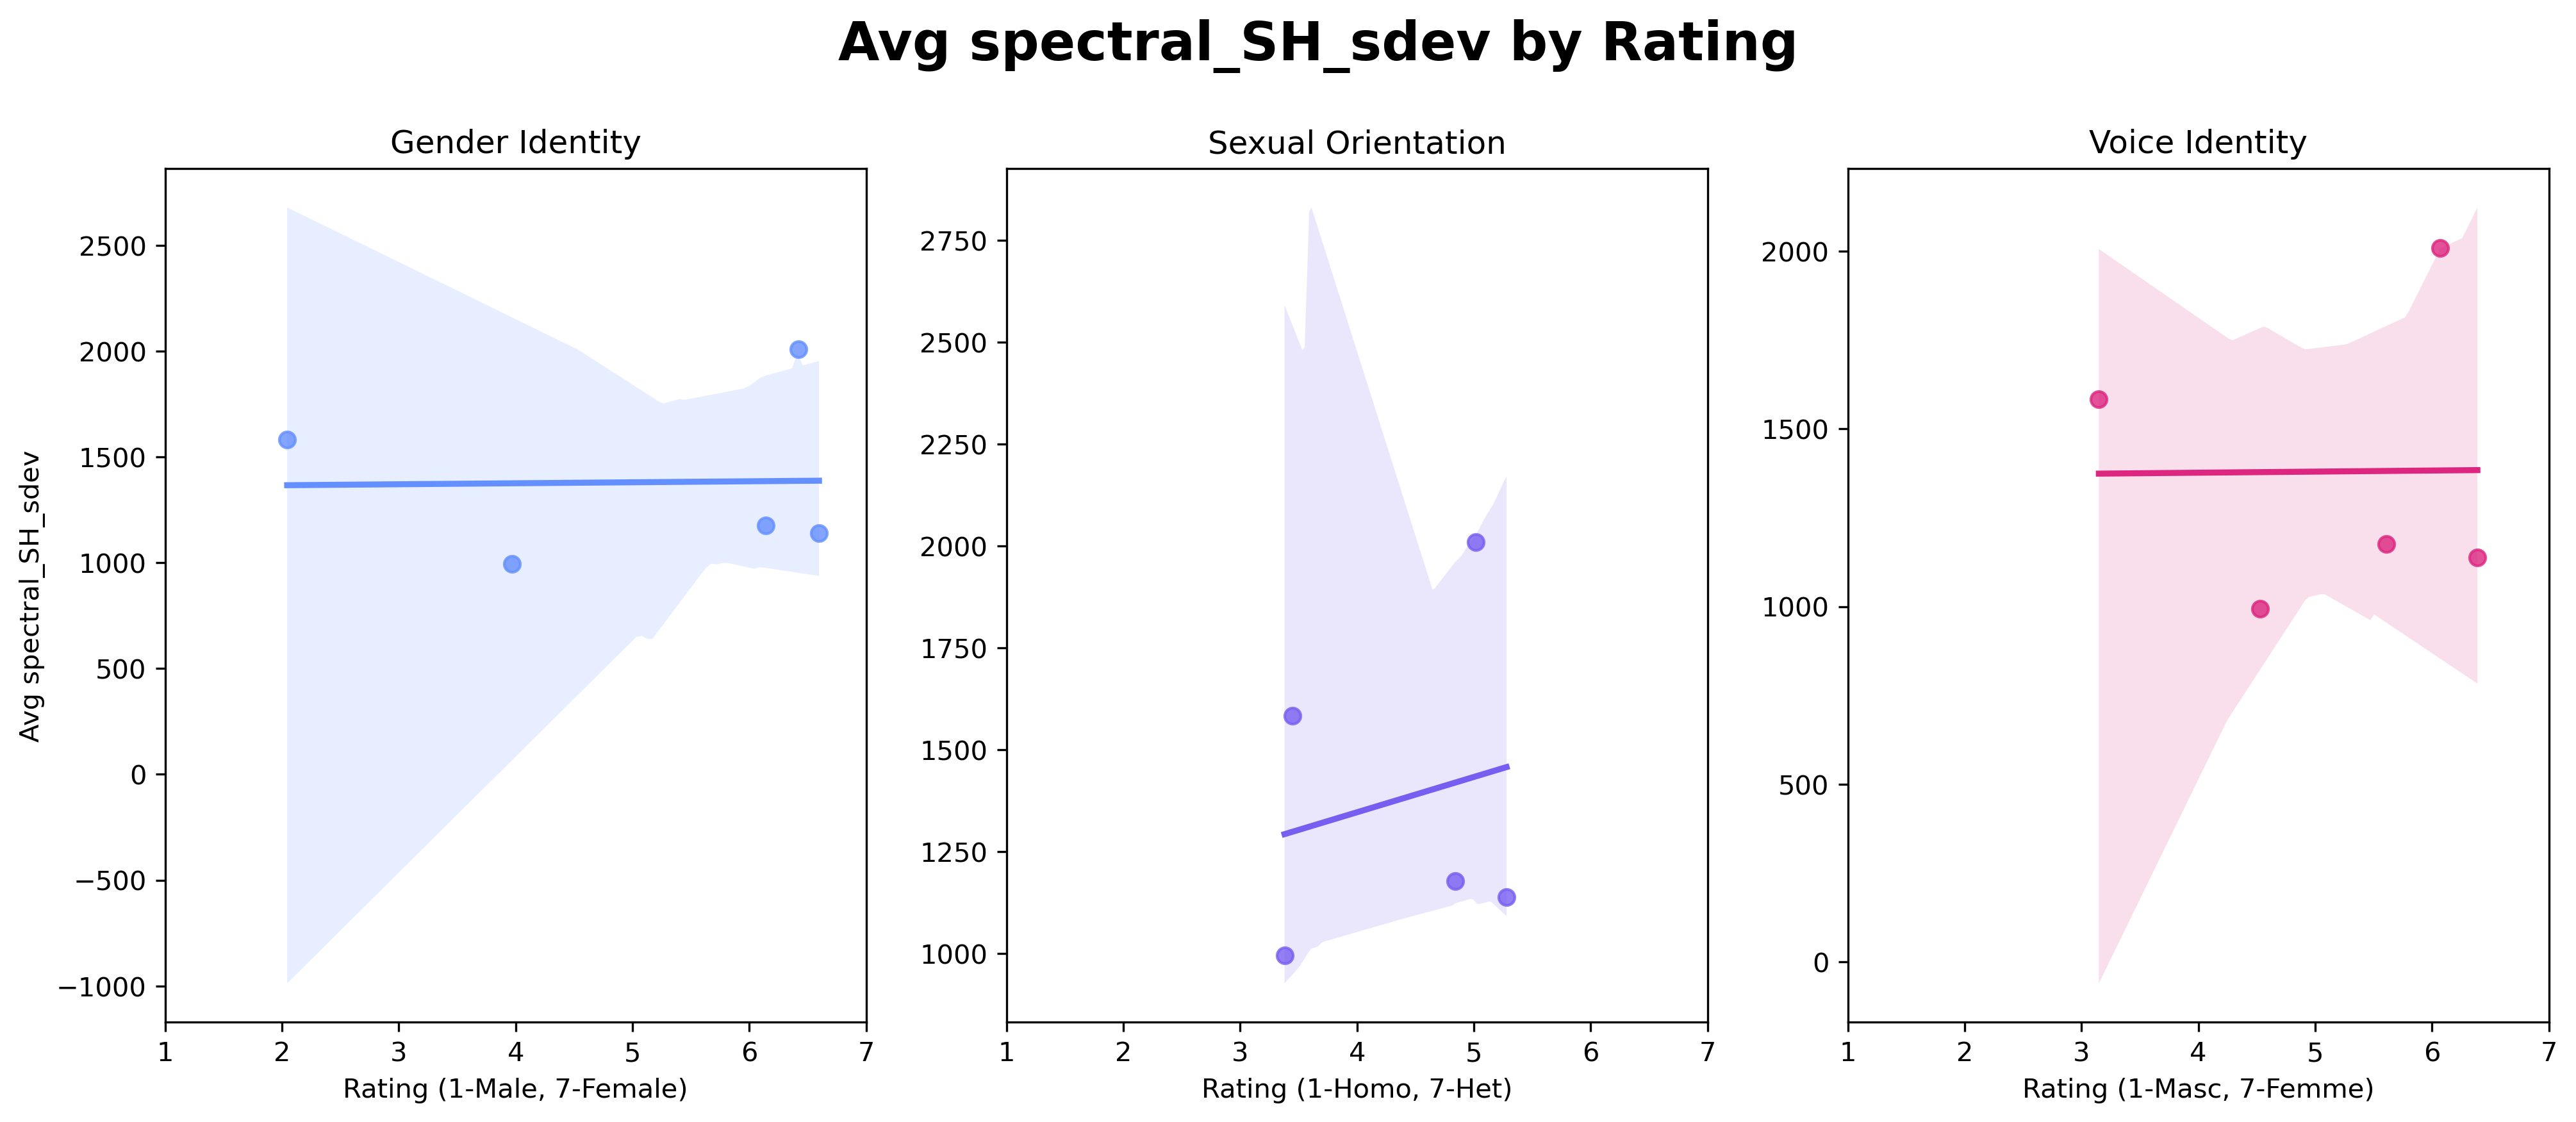 Avg spectral_SH_sdev by Rating
Gender Identity
Sexual Orientation
Voice Identity
Avg spectral_SH_sdev
2500
2000
1500
1000
500
0
−500
−1000
1 2 3 4 5 6 7
Rating (1-Male, 7-Female)
2750
2500
2250
2000
1750
1500
1250
1000
1 2 3 4 5 6 7
Rating (1-Homo, 7-Het)
2000
1500
1000
500
0
1 2 3 4 5 6 7
Rating (1-Masc, 7-Femme)